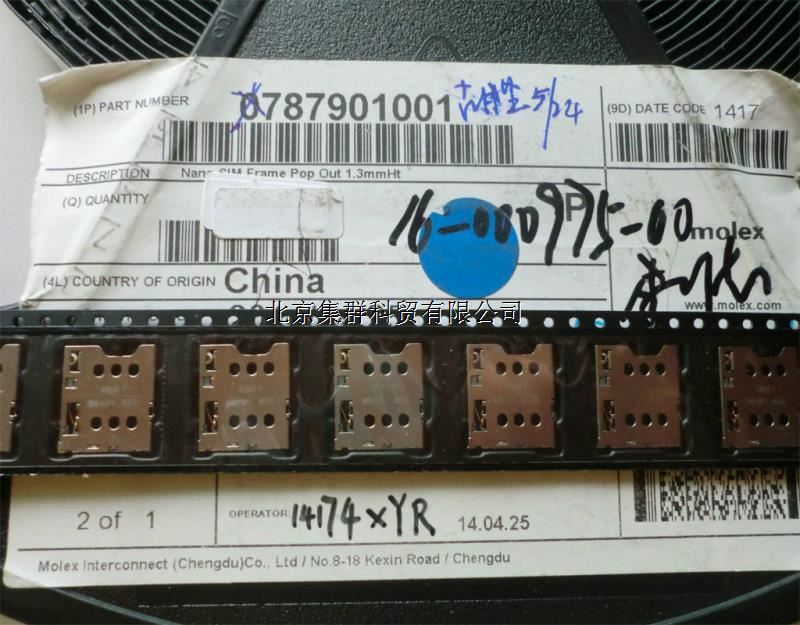 (1P) PART NUMBER 0787901001 5/24 (9D) DATE CODE 1417
DESCRIPTION Nano SIM Frame Pop Out 1.3mmHt
(Q) QUANTITY P
16-000975-00
molex
(4L) COUNTRY OF ORIGIN China
www.molex.com
北京集群科贸有限公司
2 of 1 OPERATOR: 14174xYR 14.04.25
Molex Interconnect (Chengdu)Co., Ltd / No.8-18 Kexin Road / Chengdu